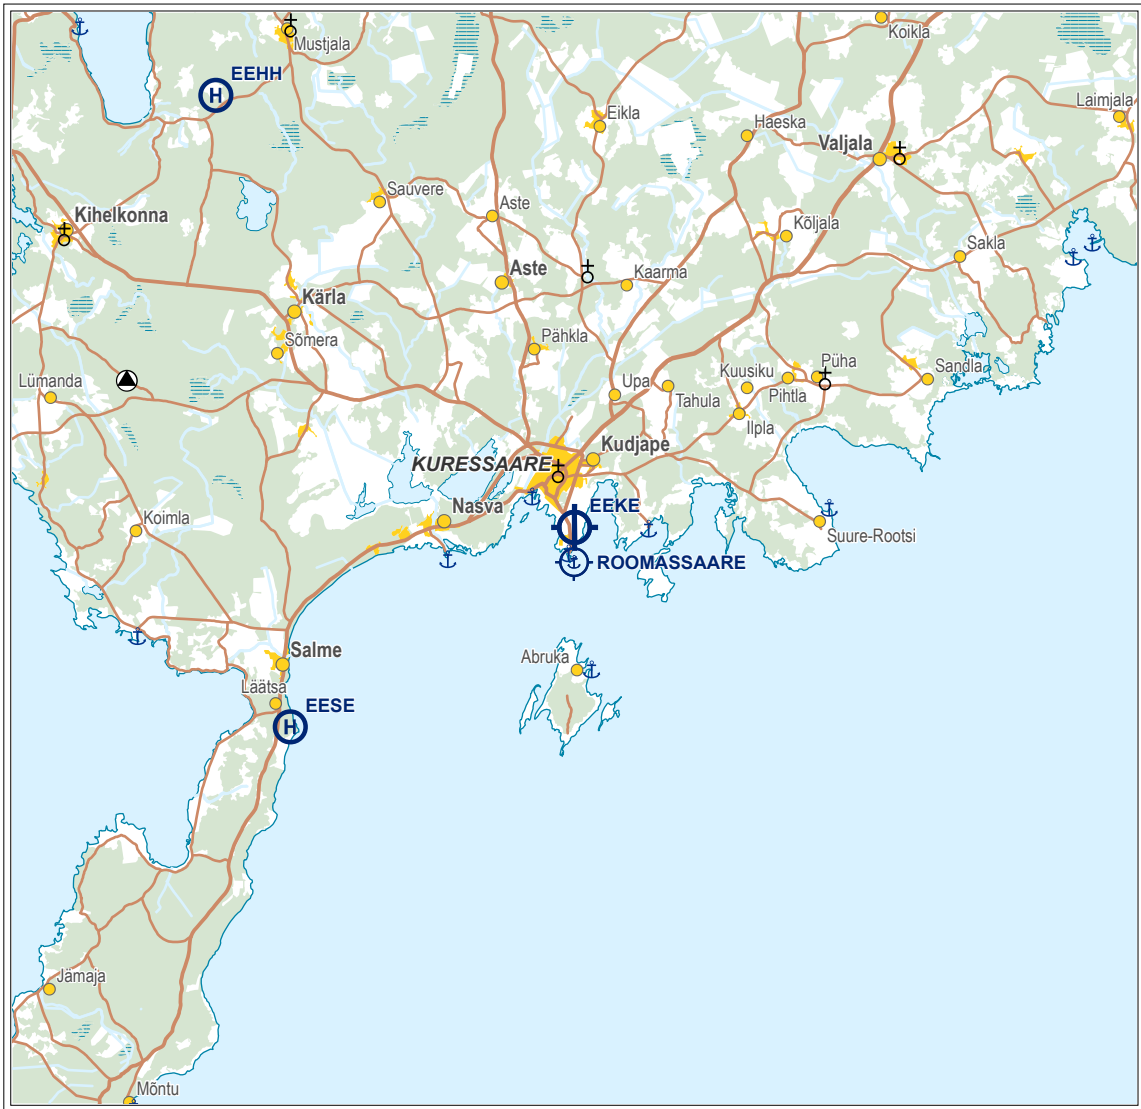 Koikla
Mustjala
EEHH
H
Laimjala
Eikla
Haeska
Valjala
Sauvere
Aste
Kihelkonna
Kõljala
Sakla
Aste
Kaarma
Kärla
Sõmera
Pähkla
Lümanda
Upa
Tahula
Kuusiku
Püha
Pihtla
Sandla
Ilpla
Kudjape
KURESSAARE
Nasva
EEKE
Koimla
Suure-Rootsi
ROOMASSAARE
Salme
Abruka
Läätsa
EESE
H
Jämaja
Mõntu